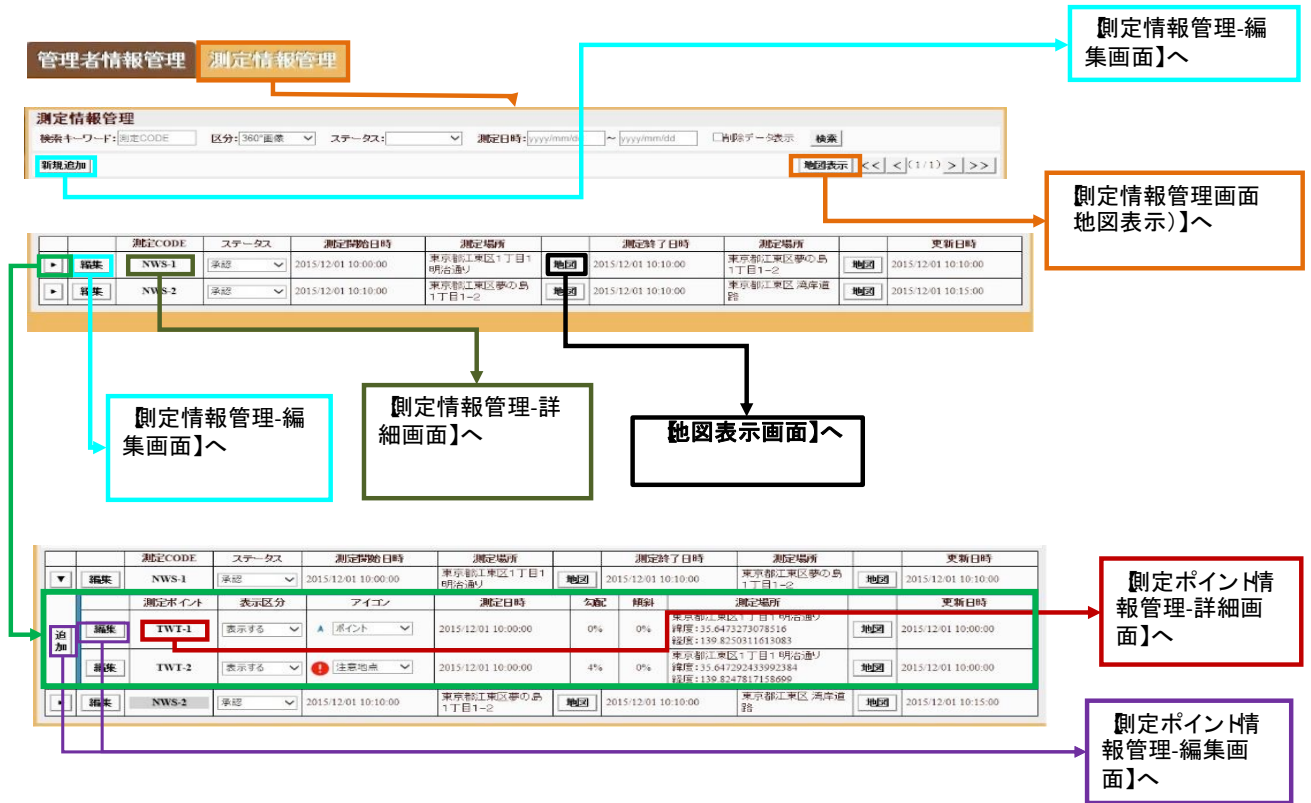 【測定情報管理-編
集画面】へ
管理者情報管理 測定情報管理
測定情報管理
検索キーワード: 測定CODE 区分: 360°画像 ステータス: 測定日時: yyyy/mm/dd ～ yyyy/mm/dd 削除データ表示 検索
新規追加 地図表示 << < (1/1) > >>
【測定情報管理画面
地図表示)】へ
測定CODE ステータス 測定開始日時 測定場所 測定終了日時 測定場所 更新日時
► 編集 NWS-1 承認 2015/12/01 10:00:00 東京都江東区1丁目1 地図 2015/12/01 10:10:00 東京都江東区夢の島 地図 2015/12/01 10:10:00
明治通り 1丁目1-2
► 編集 NWS-2 承認 2015/12/01 10:10:00 東京都江東区夢の島 地図 2015/12/01 10:10:00 東京都江東区 湾岸道 地図 2015/12/01 10:15:00
1丁目1-2 路
【測定情報管理-編
集画面】へ
【測定情報管理-詳
細画面】へ
【地図表示画面】へ
測定CODE ステータス 測定開始日時 測定場所 測定終了日時 測定場所 更新日時
▼ 編集 NWS-1 承認 2015/12/01 10:00:00 東京都江東区1丁目1 地図 2015/12/01 10:10:00 東京都江東区夢の島 地図 2015/12/01 10:10:00
明治通り 1丁目1-2
測定ポイント 表示区分 アイコン 測定日時 勾配 傾斜 測定場所 更新日時
追加
編集 TWT-1 表示する A ポイント 2015/12/01 10:00:00 0% 0% 東京都江東区1丁目1 明治通り 地図 2015/12/01 10:00:00
緯度:35.6473273078516
経度:139.8250311613083
編集 TWT-2 表示する 注意地点 2015/12/01 10:00:00 4% 0% 東京都江東区1丁目1 明治通り 地図 2015/12/01 10:00:00
緯度:35.647292433992384
経度:139.8247817158699
► 編集 NWS-2 承認 2015/12/01 10:10:00 東京都江東区夢の島 地図 2015/12/01 10:10:00 東京都江東区 湾岸道 地図 2015/12/01 10:15:00
1丁目1-2 路
【測定ポイント情
報管理-詳細画
面】へ
【測定ポイント情
報管理-編集画
面】へ